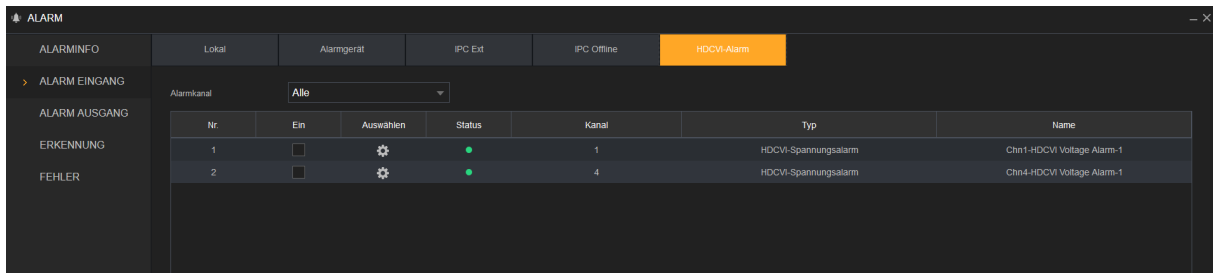 ALARM
ALARMINFO
ALARM EINGANG
ALARM AUSGANG
ERKENNUNG
FEHLER
Lokal Alarmgerät IPC Ext IPC Offline HDCVI-Alarm
Alarmkanal Alle
Nr. Ein Auswählen Status Kanal Typ Name
1 1 HDCVI-Spannungsalarm Chn1-HDCVI Voltage Alarm-1
2 4 HDCVI-Spannungsalarm Chn4-HDCVI Voltage Alarm-1